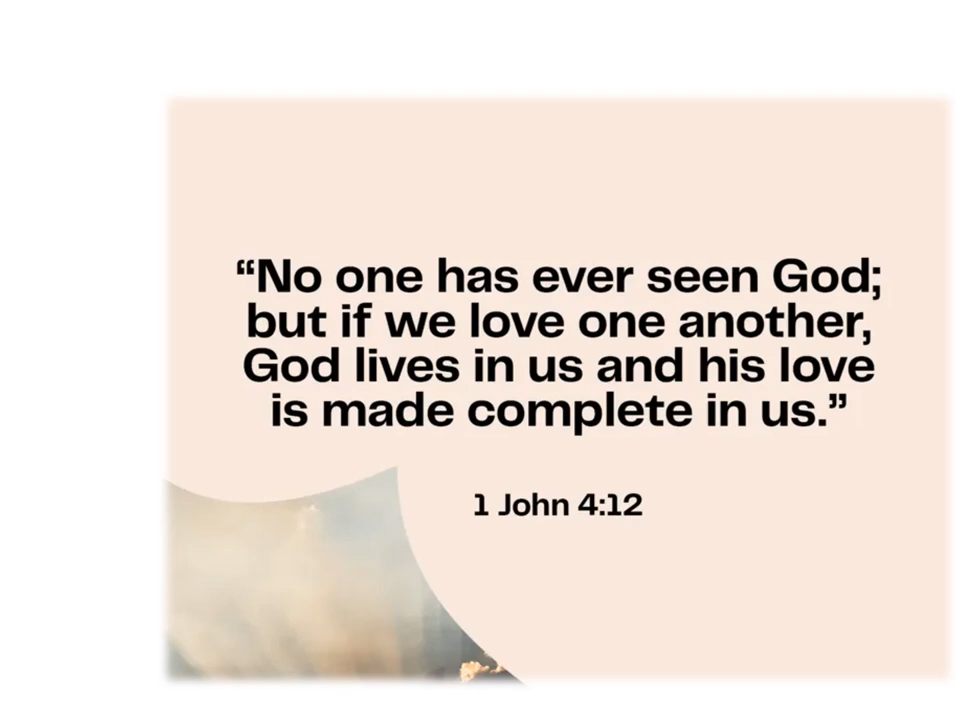 “No one has ever seen God;
but if we love one another,
God lives in us and his love
is made complete in us.”
1 John 4:12